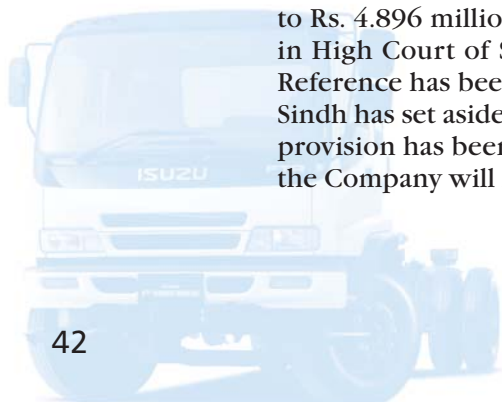 to Rs. 4.896 millio
in High Court of S
Reference has bee
Sindh has set aside
provision has been
the Company will
ISUZU
42